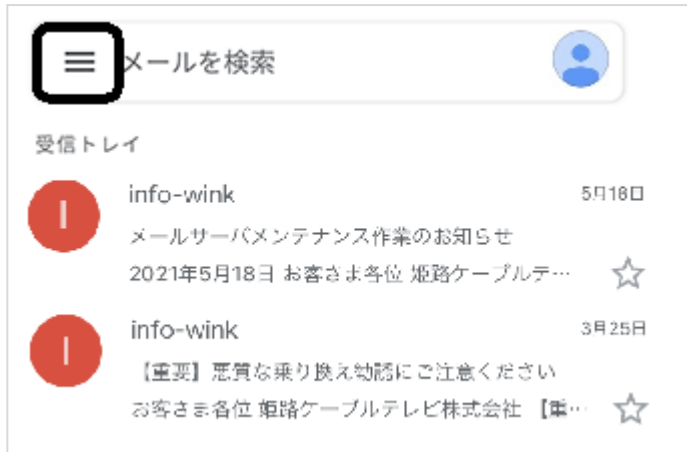 メールを検索
受信トレイ
I
info-wink
5月18日
メールサーバメンテナンス作業のお知らせ
2021年5月18日 お客さま各位 姫路ケーブルテ…
I
info-wink
3月25日
【重要】悪質な乗り換え勧誘にご注意ください
お客さま各位 姫路ケーブルテレビ株式会社 【重…